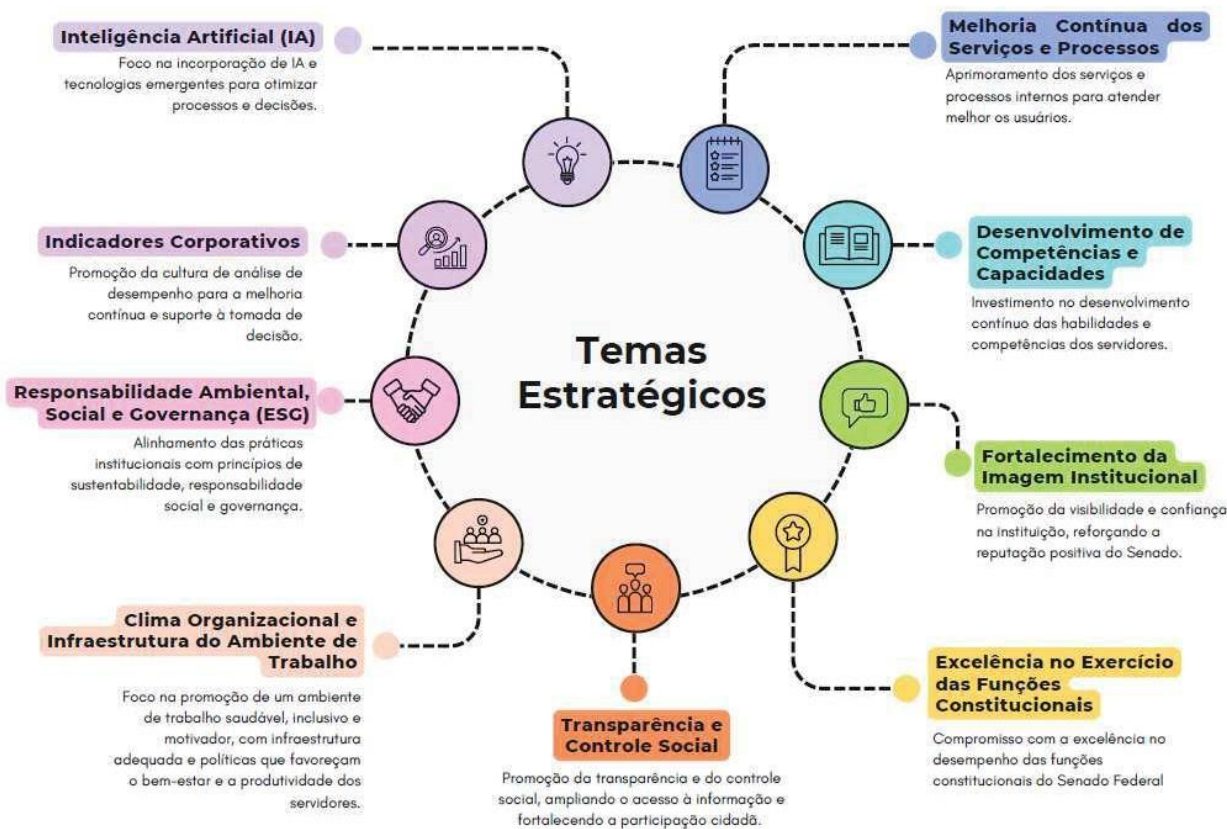 Temas
Estratégicos
Melhoria Contínua dos
Serviços e Processos
Aprimoramento dos serviços e
processos internos para atender
melhor os usuários.
Desenvolvimento de
Competências e
Capacidades
Investimento no desenvolvimento
contínuo das habilidades e
competências dos servidores.
Fortalecimento da
Imagem Institucional
Promoção da visibilidade e confiança
na instituição, reforçando a
reputação positiva do Senado.
Excelência no Exercício
das Funções
Constitucionais
Compromisso com a excelência no
desempenho das funções
constitucionais do Senado Federal
Transparência e
Controle Social
Promoção da transparência e do controle
social, ampliando o acesso à informação e
fortalecendo a participação cidadã.
Clima Organizacional e
Infraestrutura do Ambiente de
Trabalho
Foco na promoção de um ambiente
de trabalho saudável, inclusivo e
motivador, com infraestrutura
adequada e políticas que favoreçam
o bem-estar e a produtividade dos
servidores.
Responsabilidade Ambiental,
Social e Governança (ESG)
Alinhamento das práticas
institucionais com princípios de
sustentabilidade, responsabilidade
social e governança.
Indicadores Corporativos
Promoção da cultura de análise de
desempenho para a melhoria
contínua e suporte à tomada de
decisão.
Inteligência Artificial (IA)
Foco na incorporação de IA e
tecnologias emergentes para otimizar
processos e decisões.